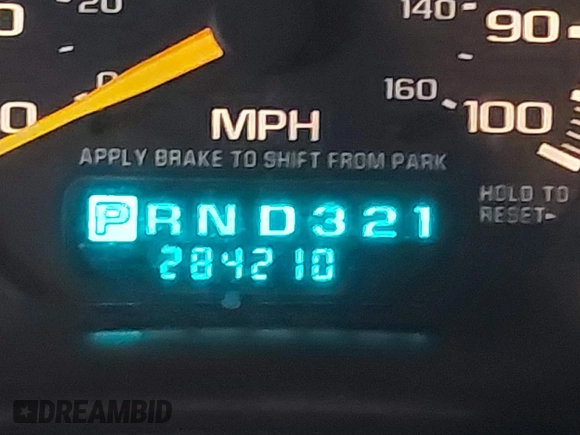 20
140
90
0
160
0
100
MPH
APPLY BRAKE TO SHIFT FROM PARK
HOLD TO
RESET
PRND321
284210
DREAMBID